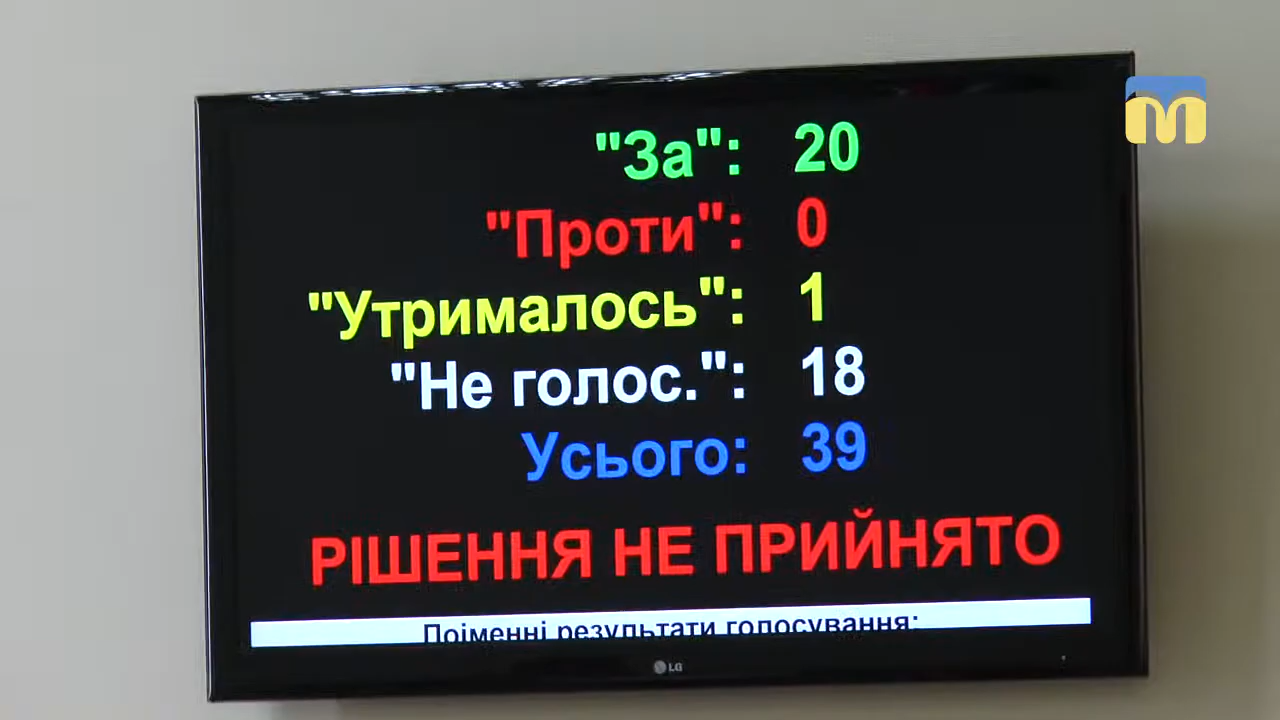 "За": 20
"Проти": 0
"Утрималось": 1
"Не голос.": 18
Усього: 39
РІШЕННЯ НЕ ПРИЙНЯТО
Поіменні результати голосування:
LG
M